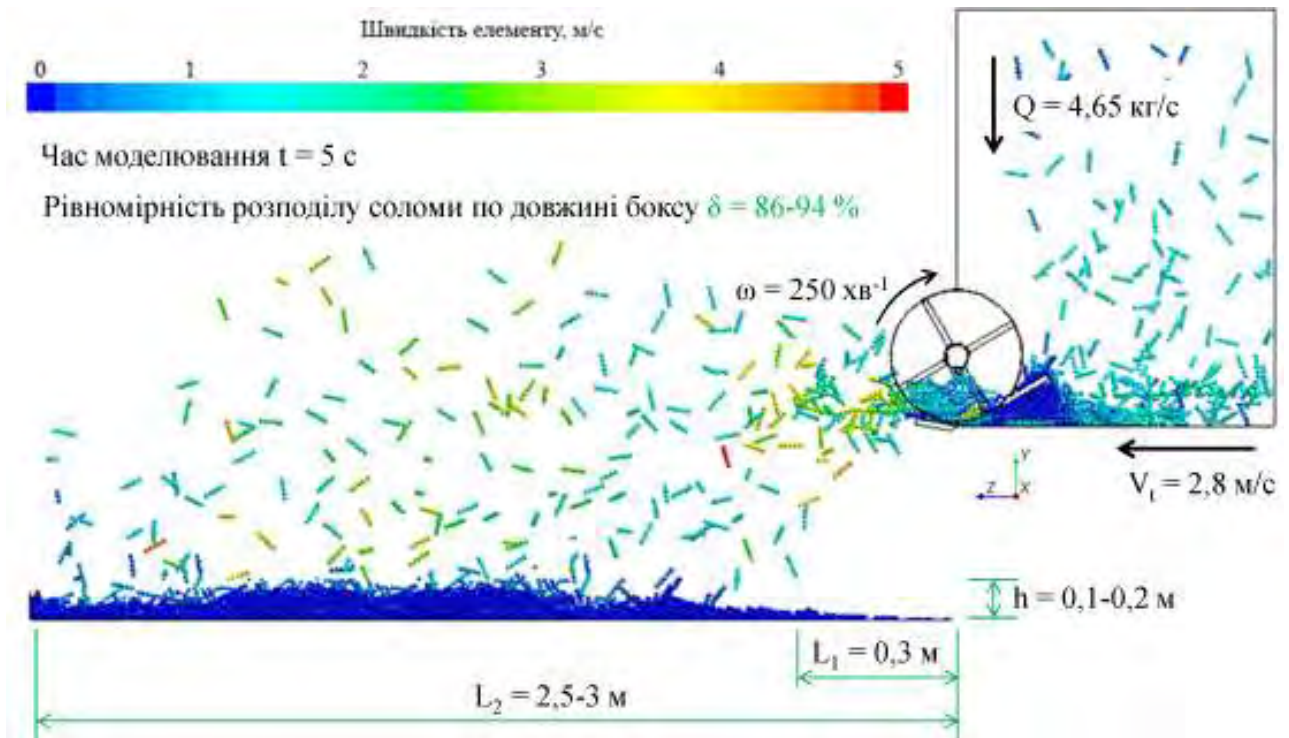 Швидкість елементу, м/с
0 1 2 3 4 5
Q = 4,65 кг/с
Час моделювання t = 5 с
Рівномірність розподілу соломи по довжині боксу δ = 86-94 %
ω = 250 хв⁻¹
Y
Z X
Vₜ = 2,8 м/с
h = 0,1-0,2 м
L₁ = 0,3 м
L₂ = 2,5-3 м